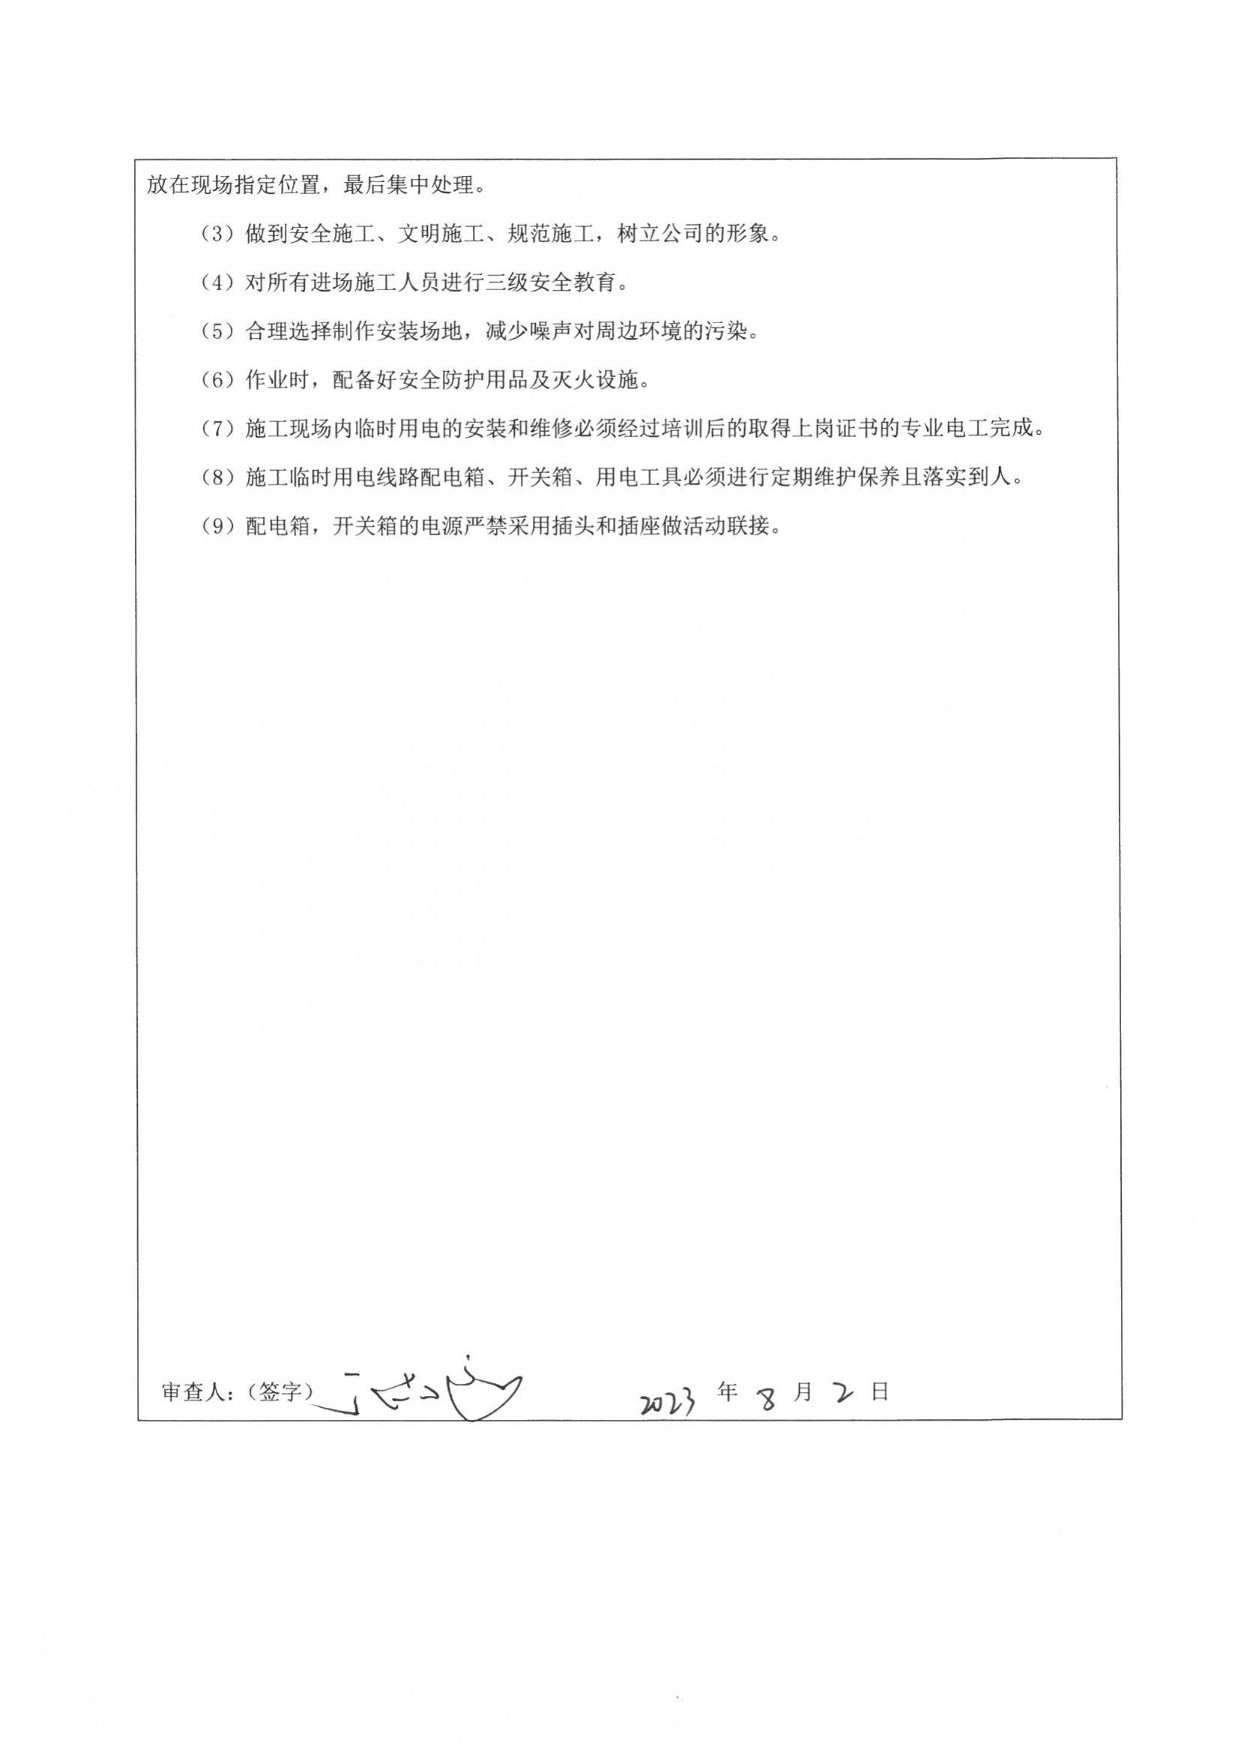 放在现场指定位置，最后集中处理。
（3）做到安全施工、文明施工、规范施工，树立公司的形象。
（4）对所有进场施工人员进行三级安全教育。
（5）合理选择制作安装场地，减少噪声对周边环境的污染。
（6）作业时，配备好安全防护用品及灭火设施。
（7）施工现场内临时用电的安装和维修必须经过培训后的取得上岗证书的专业电工完成。
（8）施工临时用电线路配电箱、开关箱、用电工具必须进行定期维护保养且落实到人。
（9）配电箱，开关箱的电源严禁采用插头和插座做活动联接。
审查人：（签字） 2023 年 8 月 2 日